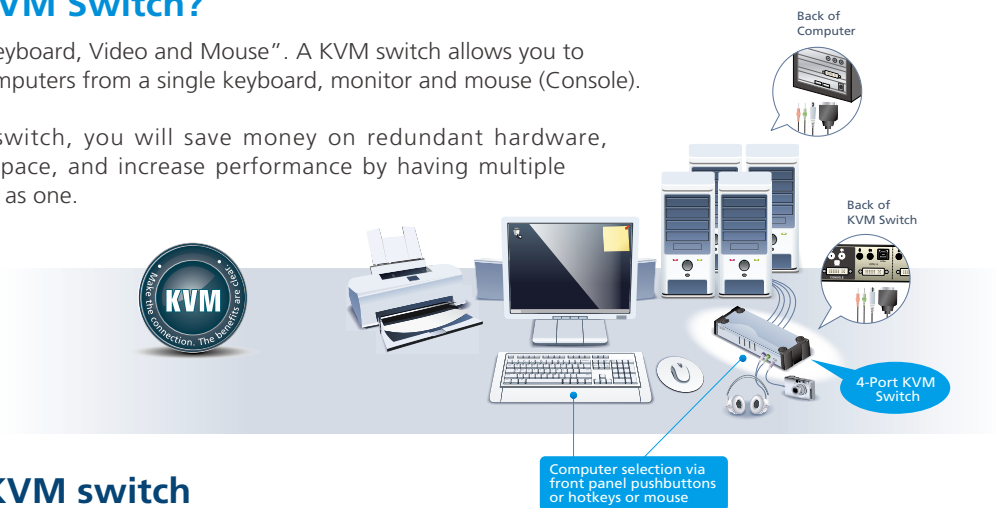 VM Switch?
eyboard, Video and Mouse”. A KVM switch allows you to
mputers from a single keyboard, monitor and mouse (Console).
switch, you will save money on redundant hardware,
pace, and increase performance by having multiple
as one.
Back of
Computer
Back of
KVM Switch
Make the connection. The benefits are clear.
KVM
4-Port KVM
Switch
Computer selection via
front panel pushbuttons
or hotkeys or mouse
KVM switch